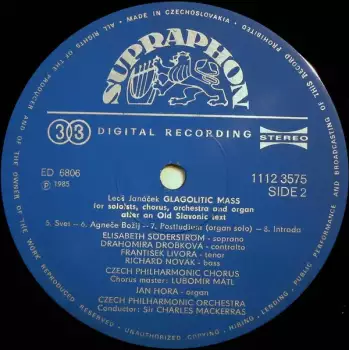 MADE IN CZECHOSLOVAKIA
ALL RIGHTS OF THE PRODUCER AND OF THE OWNER OF THE WORK REPRODUCED RESERVED · UNAUTHORIZED COPYING · HIRING · LENDING · PUBLIC PERFORMANCE AND BROADCASTING OF THIS RECORD PROHIBITED
SUPRAPHON
33 DIGITAL RECORDING STEREO
ED 6806
℗ 1985
1112 3575
SIDE 2
Leoš Janáček GLAGOLITIC MASS
for soloists, chorus, orchestra and organ
after an Old Slavonic text
5. Svet - 6. Agneče Božij - 7. Postludium (organ solo) - 8. Intrada
ELISABETH SÖDERSTRÖM - soprano
DRAHOMÍRA DROBKOVÁ - contralto
FRANTIŠEK LIVORA - tenor
RICHARD NOVÁK - bass
CZECH PHILHARMONIC CHORUS
Chorus master: LUBOMÍR MÁTL
JAN HORA - organ
CZECH PHILHARMONIC ORCHESTRA
Conductor: Sir CHARLES MACKERRAS